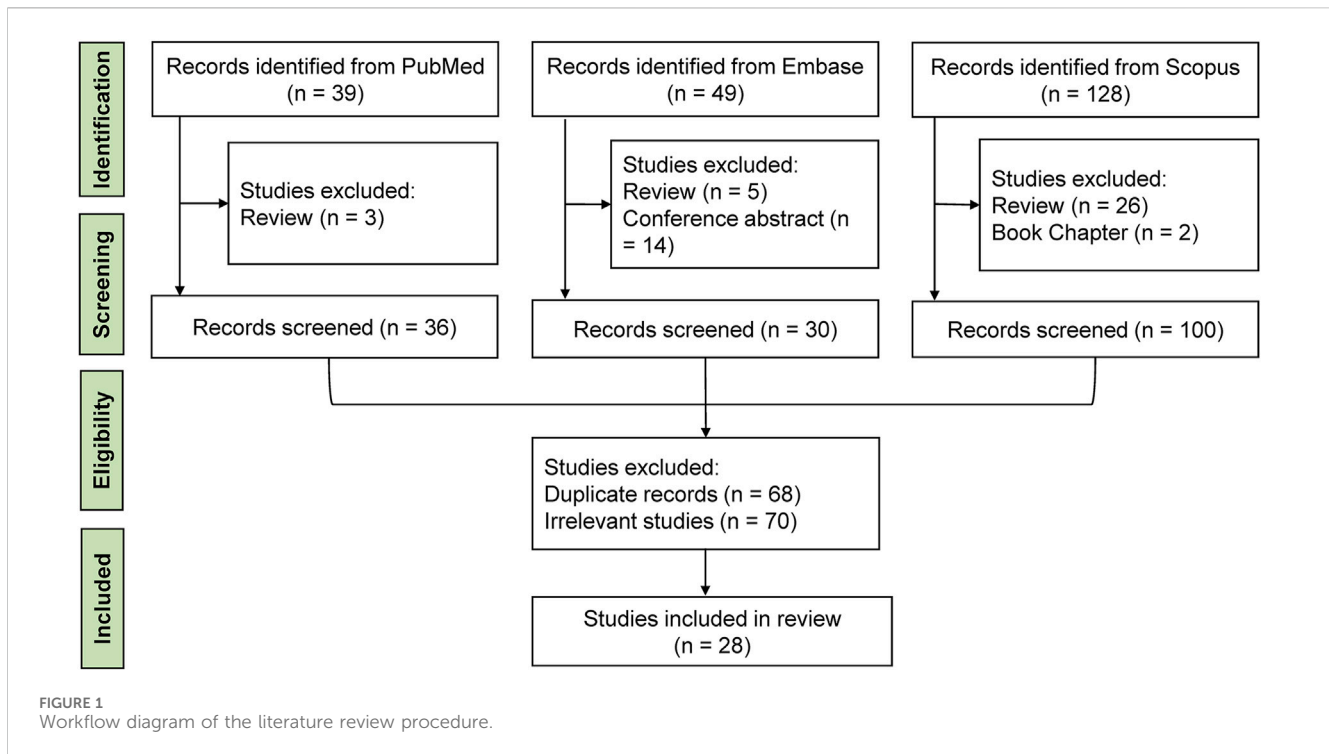 Identification
Records identified from PubMed
(n = 39)
Records identified from Embase
(n = 49)
Records identified from Scopus
(n = 128)
Studies excluded:
Review (n = 3)
Studies excluded:
Review (n = 5)
Conference abstract (n
= 14)
Studies excluded:
Review (n = 26)
Book Chapter (n = 2)
Screening
Records screened (n = 36)
Records screened (n = 30)
Records screened (n = 100)
Eligibility
Studies excluded:
Duplicate records (n = 68)
Irrelevant studies (n = 70)
Included
Studies included in review
(n = 28)
FIGURE 1
Workflow diagram of the literature review procedure.